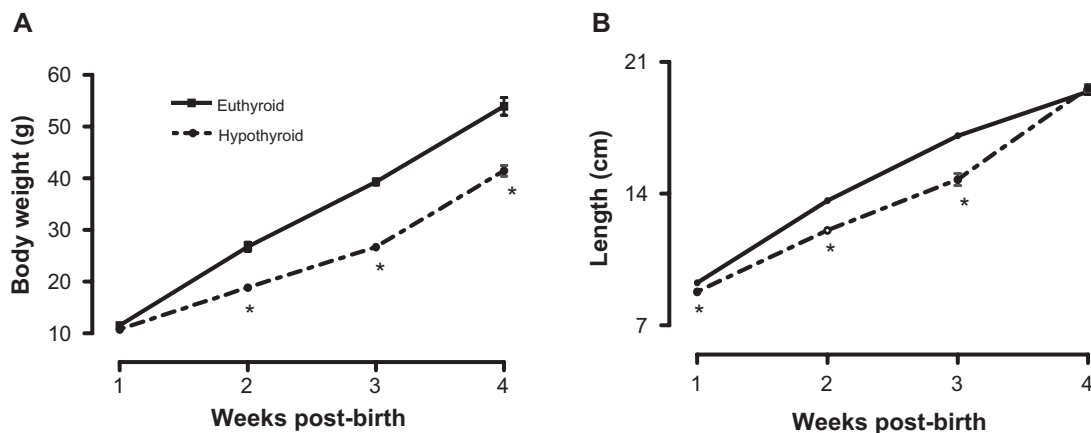 A
Body weight (g)
60
50
40
30
20
10
Euthyroid
Hypothyroid
*
*
*
1 2 3 4
Weeks post-birth
B
Length (cm)
21
14
7
*
*
*
1 2 3 4
Weeks post-birth